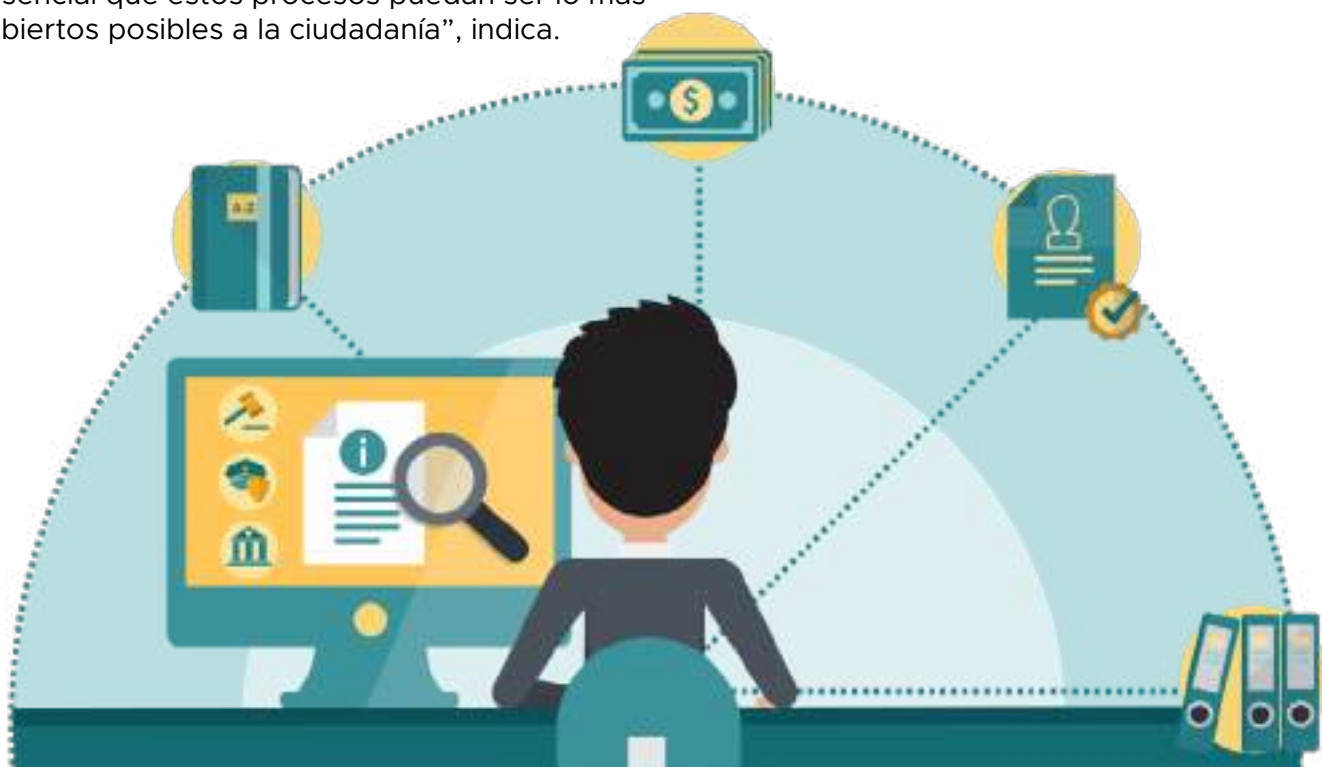 sencial que estos procesos puedan ser lo más
biertos posibles a la ciudadanía”, indica.
$
A-Z
i